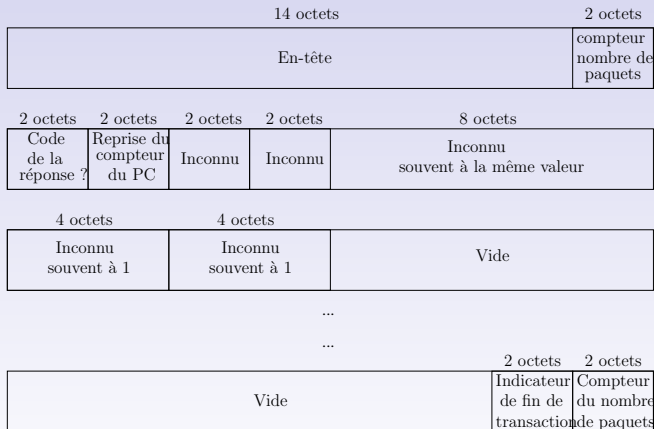 14 octets 2 octets
En-tête
compteur
nombre de
paquets
2 octets 2 octets 2 octets 2 octets 8 octets
Code
de la
réponse ?
Reprise du
compteur
du PC
Inconnu
Inconnu
Inconnu
souvent à la même valeur
4 octets 4 octets
Inconnu
souvent à 1
Inconnu
souvent à 1
Vide
...
...
2 octets 2 octets
Vide
Indicateur
de fin de
transaction
Compteur
du nombre
de paquets